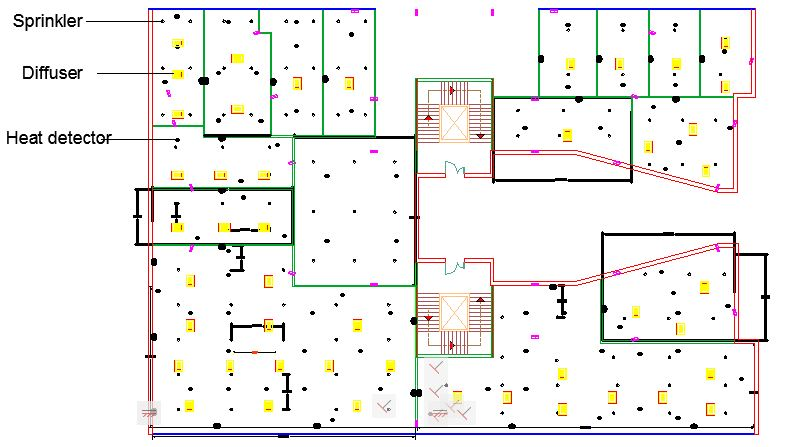 Sprinkler
Diffuser
Heat detector